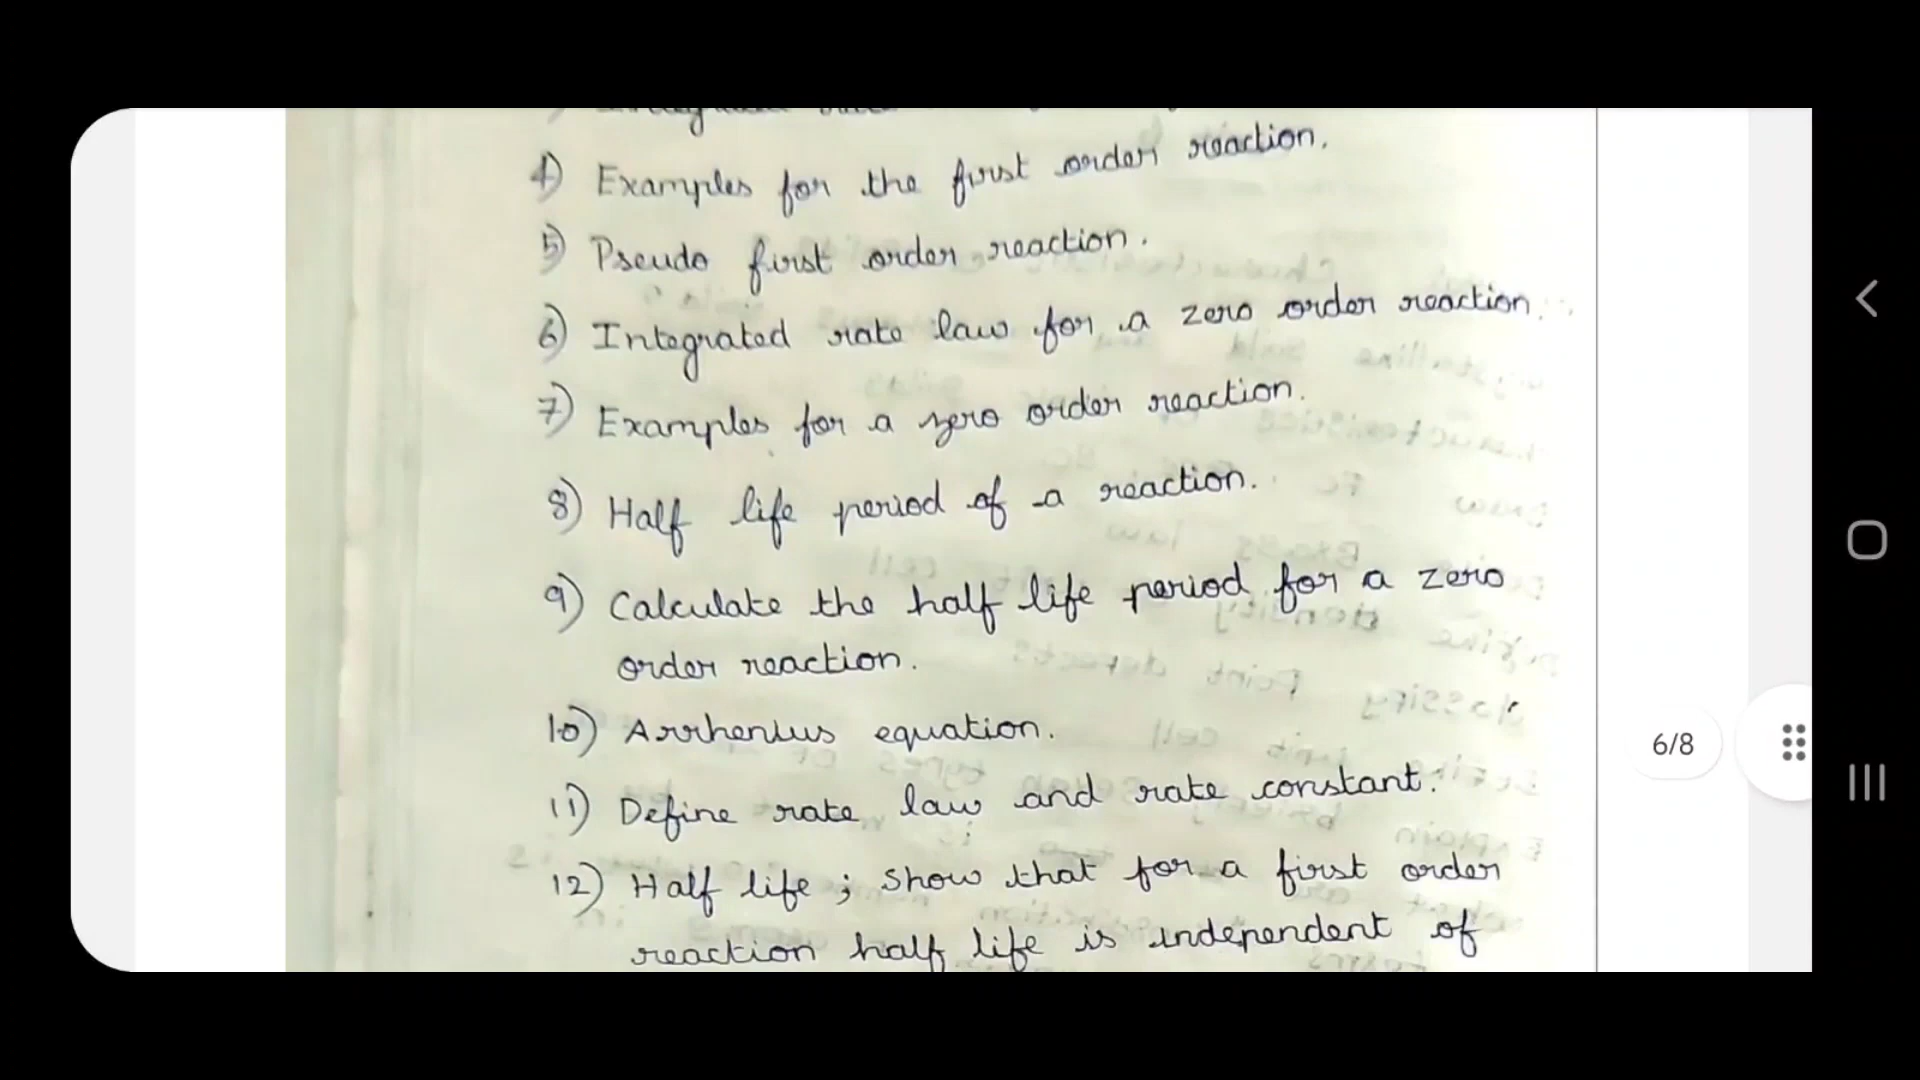 4) Examples for the first order reaction.
5) Pseudo first order reaction.
6) Integrated rate law for a zero order reaction.
7) Examples for a zero order reaction.
8) Half life period of a reaction.
9) Calculate the half life period for a zero
order reaction.
10) Arrhenius equation.
6/8
11) Define rate law and rate constant.
12) Half life ; Show that for a first order
reaction half life is independent of